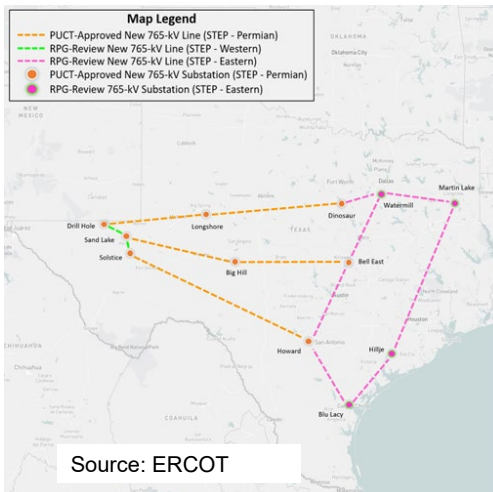 Map Legend
PUCT-Approved New 765-kV Line (STEP - Permian)
RPG-Review New 765-kV Line (STEP - Western)
RPG-Review New 765-kV Line (STEP - Eastern)
PUCT-Approved New 765-kV Substation (STEP - Permian)
RPG-Review 765-kV Substation (STEP - Eastern)
OKLAHOMA
Oklahoma City
NEW
MEXICO
Lubbock
Fort Worth
Dallas
Martin Lake
Watermill
Dinosaur
Drill Hole
Longshore
Sand Lake
TEXAS
Solstice
Big Hill
Bell East
Austin
Houston
Howard
San Antonio
Hillje
CHIHUAHUA
Chihuahua
Blu Lacy
COAHUILA
Source: ERCOT